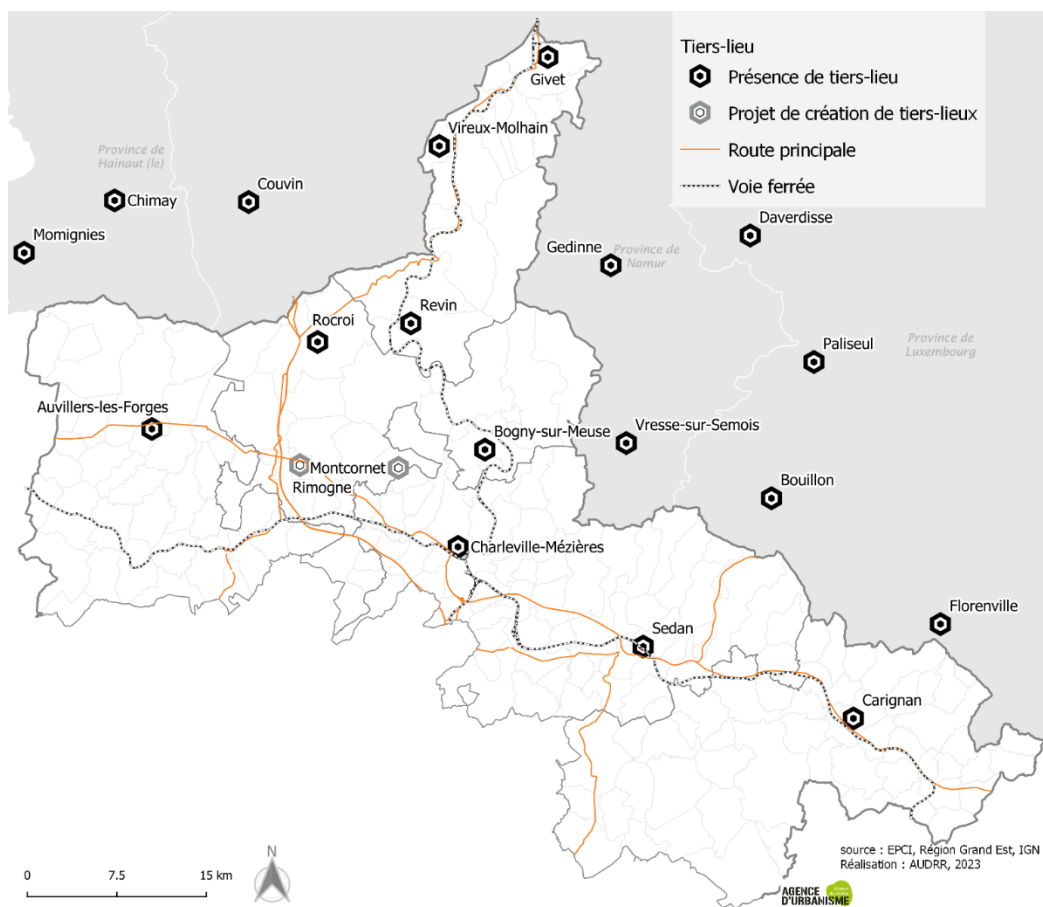 Tiers-lieu
Présence de tiers-lieu
Projet de création de tiers-lieux
Route principale
Voie ferrée
Givet
Vireux-Molhain
Province de
Hainaut (le)
Chimay
Couvin
Momignies
Daverdisse
Gedinne
Province de
Namur
Revin
Rocroi
Province de
Luxembourg
Paliseul
Auvillers-les-Forges
Bogny-sur-Meuse
Vresse-sur-Semois
Montcornet
Rimogne
Bouillon
Charleville-Mézières
Florenville
Sedan
Carignan
source : EPCI, Région Grand Est, IGN
Réalisation : AUDRR, 2023
N
0 7.5 15 km
AGENCE
D'URBANISME